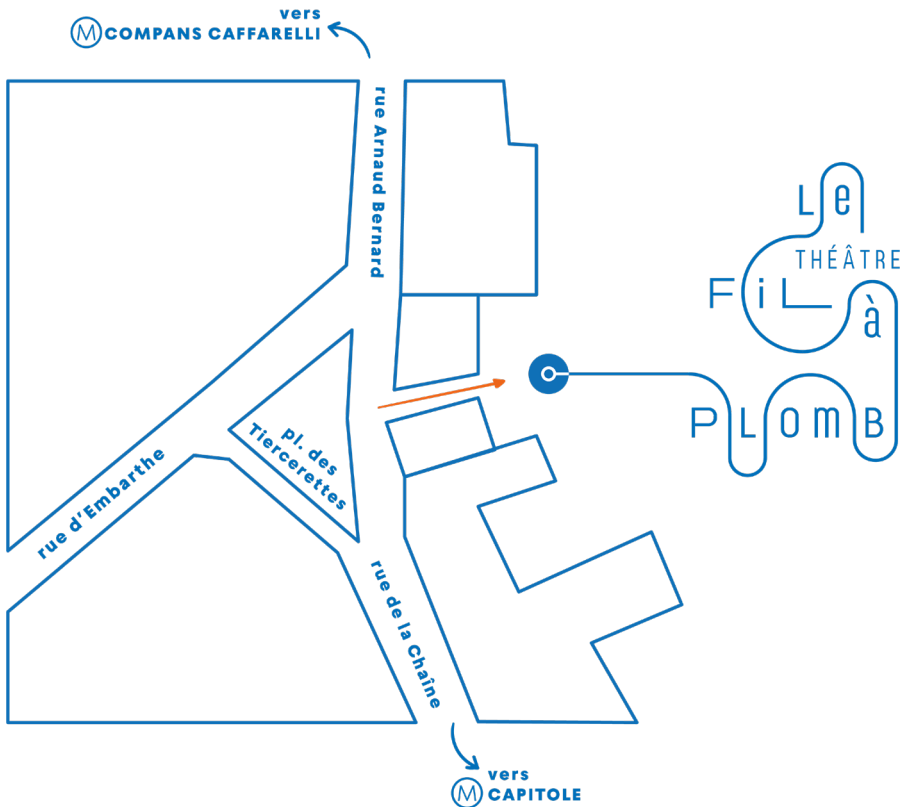 vers
M COMPANS CAFFARELLI
rue Arnaud Bernard
Le
THÉÂTRE
FiL
à
PLOMB
pl. des
Tiercerettes
rue d'Embarthe
rue de la Chaîne
vers
M CAPITOLE